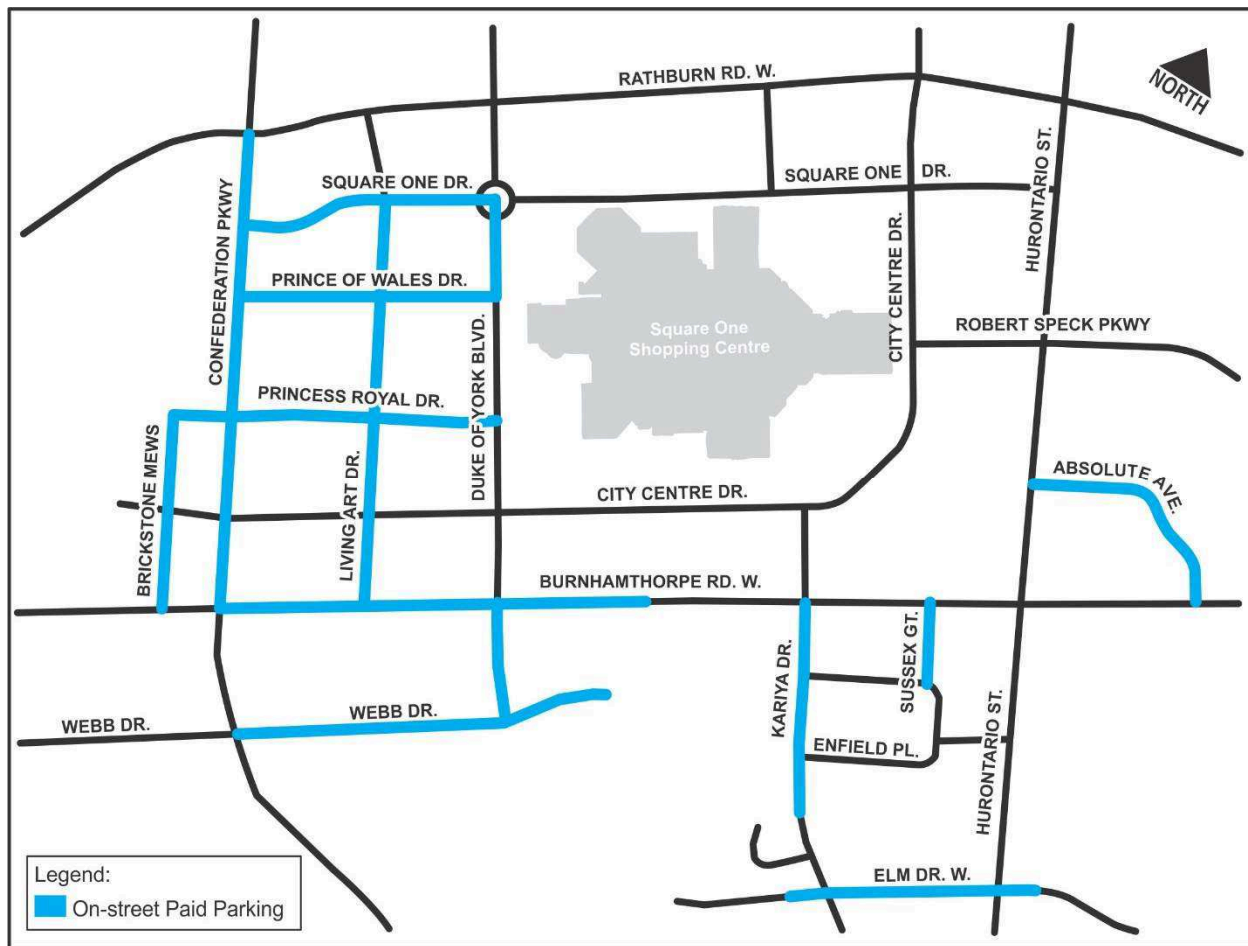 RATHBURN RD. W.
NORTH
SQUARE ONE DR.
SQUARE ONE DR.
HURONTARIO ST.
CONFEDERATION PKWY
PRINCE OF WALES DR.
CITY CENTRE DR.
Square One
Shopping Centre
ROBERT SPECK PKWY
DUKE OF YORK BLVD.
PRINCESS ROYAL DR.
BRICKSTONE MEWS
LIVING ART DR.
CITY CENTRE DR.
ABSOLUTE AVE.
BURNHAMTHORPE RD. W.
KARIYA DR.
SUSSEX GT.
WEBB DR.
WEBB DR.
ENFIELD PL.
HURONTARIO ST.
ELM DR. W.
Legend:
On-street Paid Parking